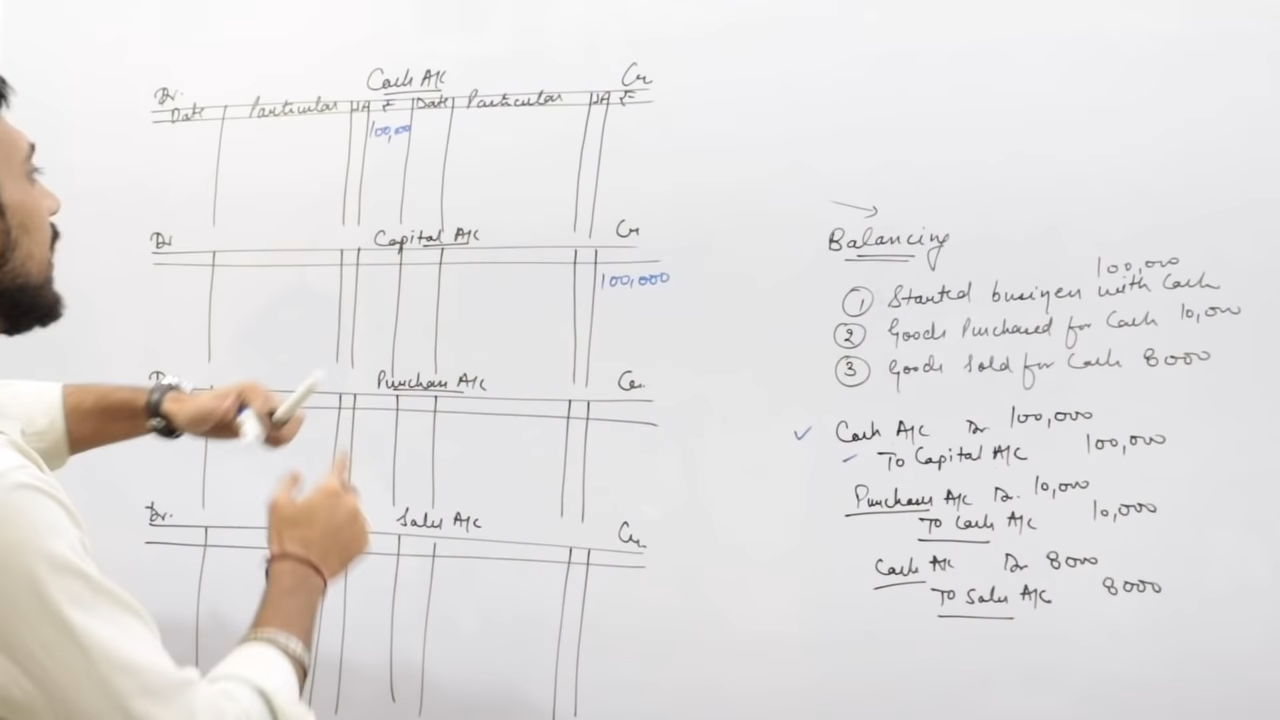 Cash A/c
Dr. Cr
Date Particular ₹ Date Particular ₹
100,000
Dr Capital A/c Cr
100,000
Purchase A/c Cr.
Dr. Sales A/c Cr.
Balancing
100,000
① Started business with Cash
② Goods Purchased for Cash 10,000
③ Goods Sold for Cash 8000
Cash A/c Dr 100,000
To Capital A/c 100,000
Purchase A/c Dr. 10,000
To Cash A/c 10,000
Cash A/c Dr 8000
To Sales A/c 8000